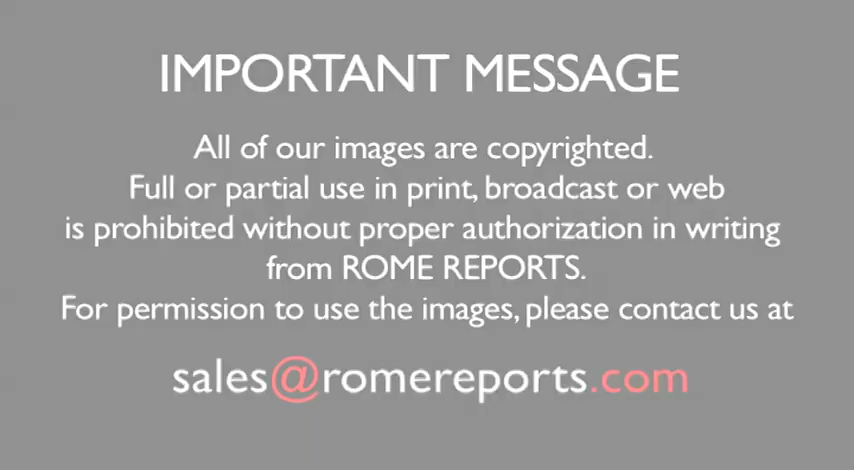 IMPORTANT MESSAGE
All of our images are copyrighted.
Full or partial use in print, broadcast or web
is prohibited without proper authorization in writing
from ROME REPORTS.
For permission to use the images, please contact us at
sales@romereports.com